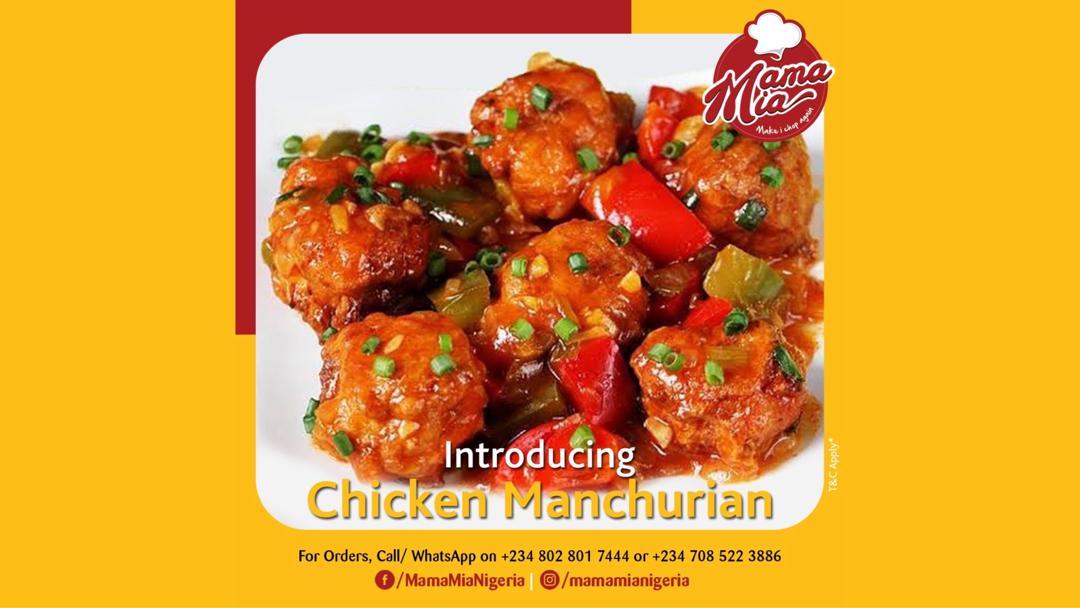 Mama
Mia
Make i chop again
T&C Apply*
Introducing
Chicken Manchurian
For Orders, Call/ WhatsApp on +234 802 801 7444 or +234 708 522 3886
f /MamaMiaNigeria | /mamamianigeria